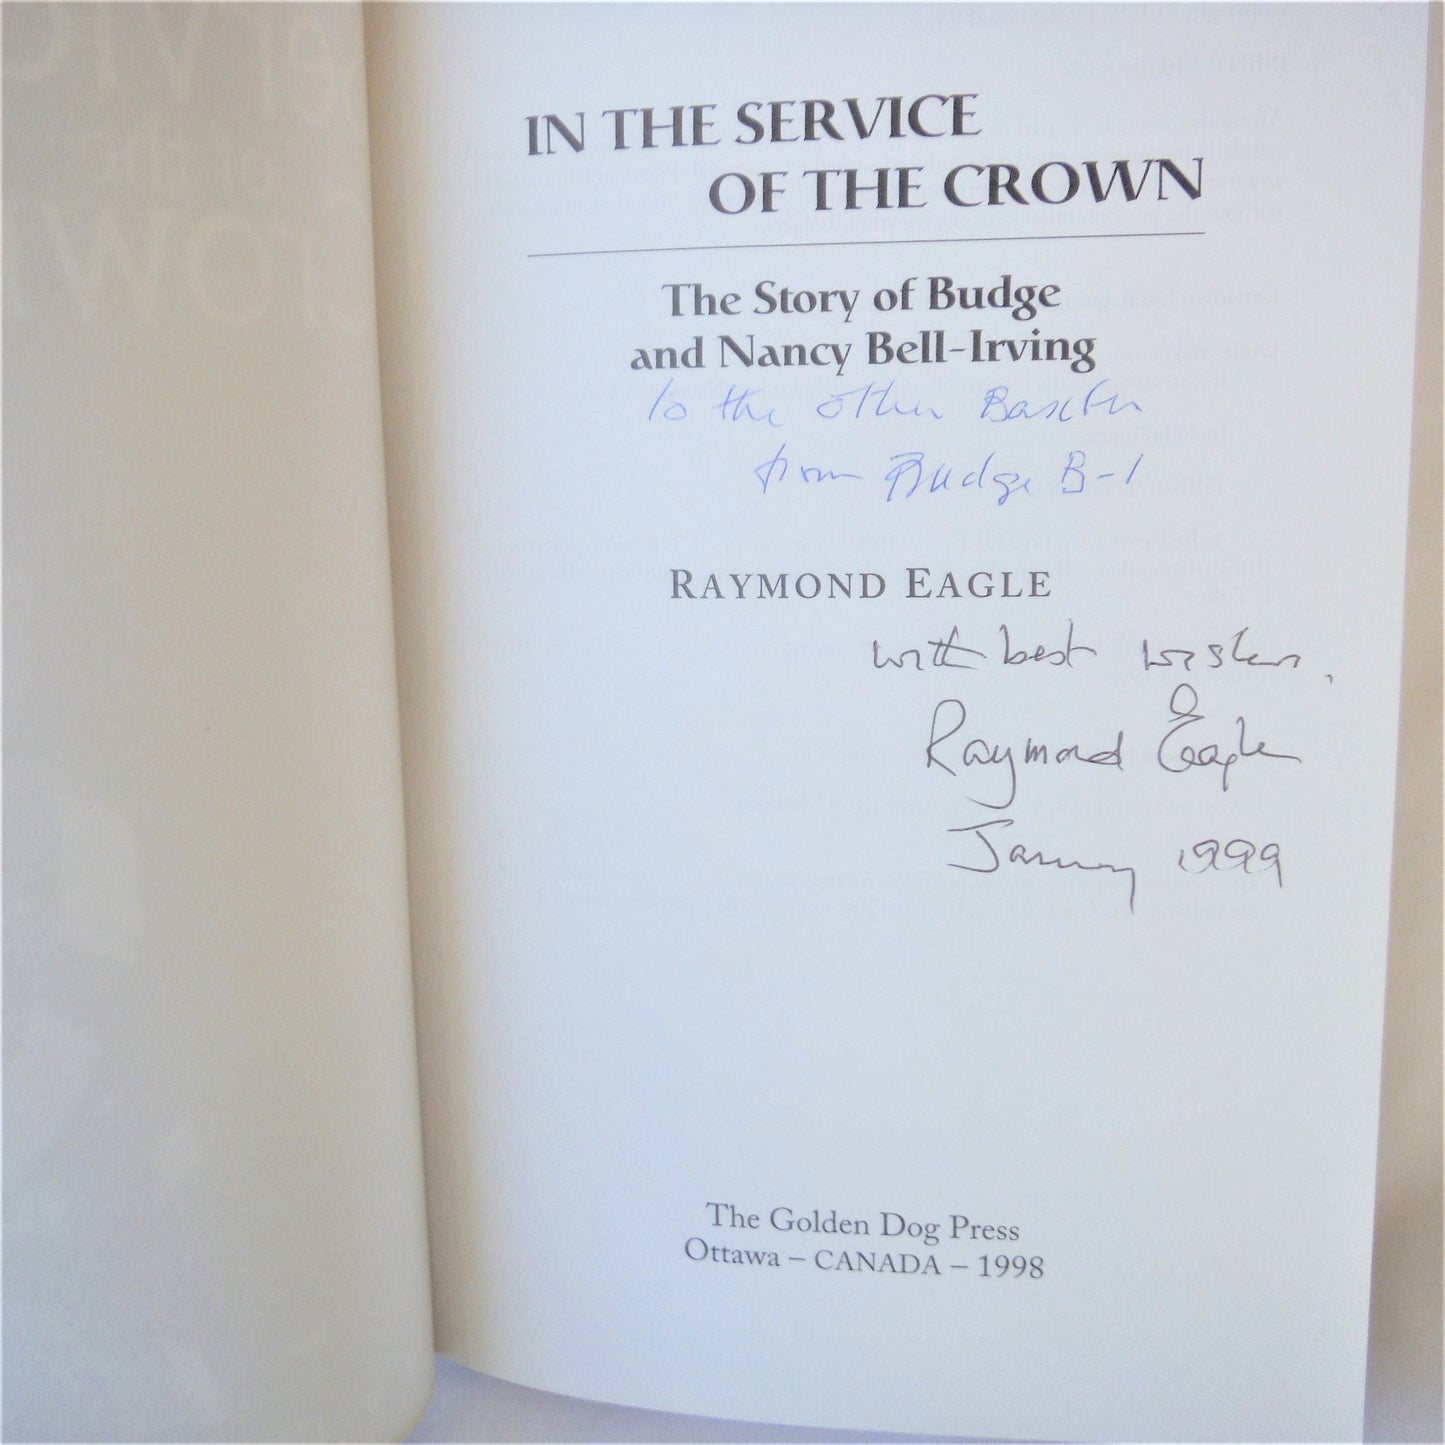 IN THE SERVICE
OF THE CROWN
The Story of Budge
and Nancy Bell-Irving
to the other Baxter
from Budge B-I
RAYMOND EAGLE
with best wishes,
Raymond Eagle
January 1999
The Golden Dog Press
Ottawa – CANADA – 1998